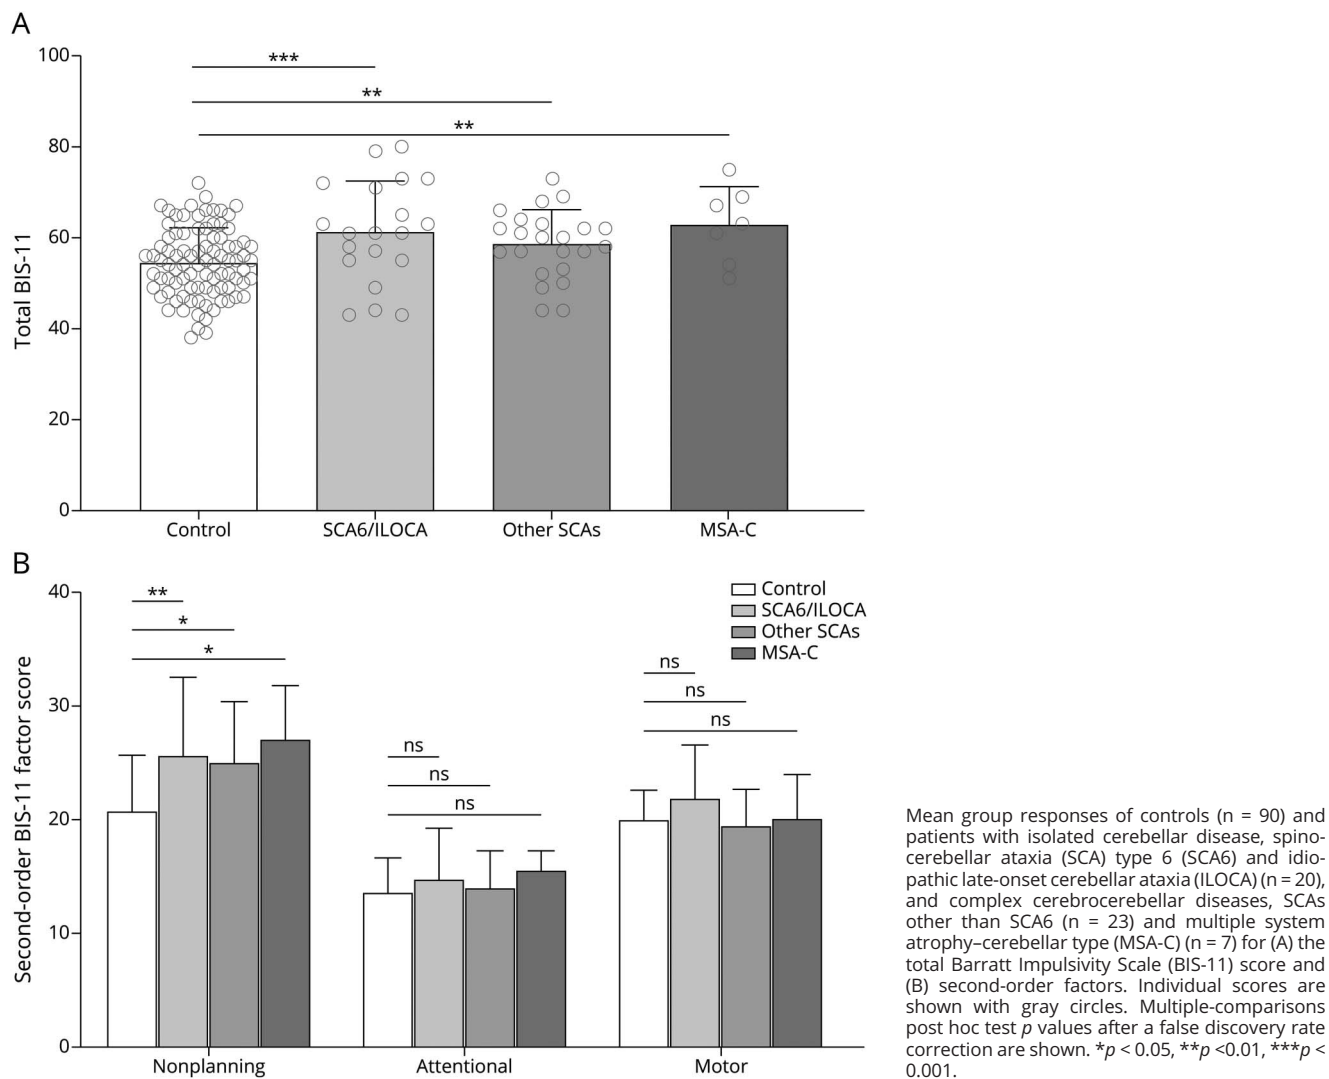 A
100
80
60
40
20
0
Total BIS-11
***
**
**
Control
SCA6/ILOCA
Other SCAs
MSA-C
B
40
30
20
10
0
Second-order BIS-11 factor score
**
*
*
ns
ns
ns
ns
ns
ns
Control
SCA6/ILOCA
Other SCAs
MSA-C
Nonplanning
Attentional
Motor
Mean group responses of controls (n = 90) and
patients with isolated cerebellar disease, spino-
cerebellar ataxia (SCA) type 6 (SCA6) and idio-
pathic late-onset cerebellar ataxia (ILOCA) (n = 20),
and complex cerebrocerebellar diseases, SCAs
other than SCA6 (n = 23) and multiple system
atrophy–cerebellar type (MSA-C) (n = 7) for (A) the
total Barratt Impulsivity Scale (BIS-11) score and
(B) second-order factors. Individual scores are
shown with gray circles. Multiple-comparisons
post hoc test p values after a false discovery rate
correction are shown. *p < 0.05, **p <0.01, ***p <
0.001.